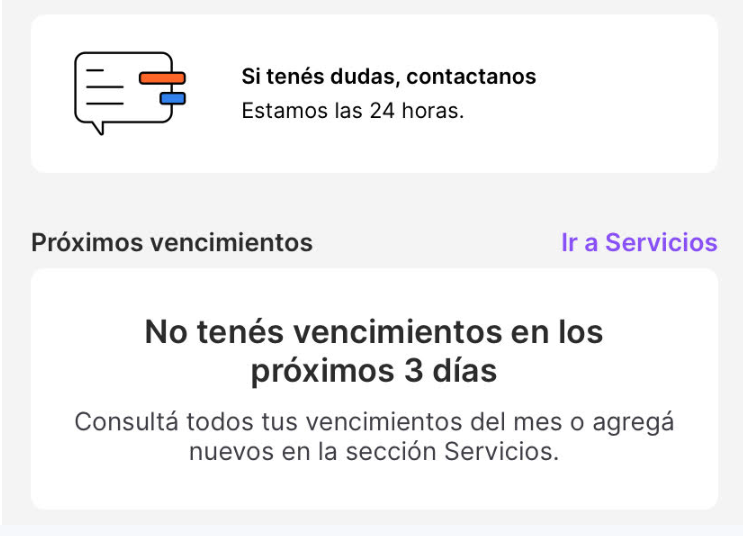 Si tenés dudas, contactanos
Estamos las 24 horas.
Próximos vencimientos
Ir a Servicios
No tenés vencimientos en los
próximos 3 días
Consultá todos tus vencimientos del mes o agregá
nuevos en la sección Servicios.